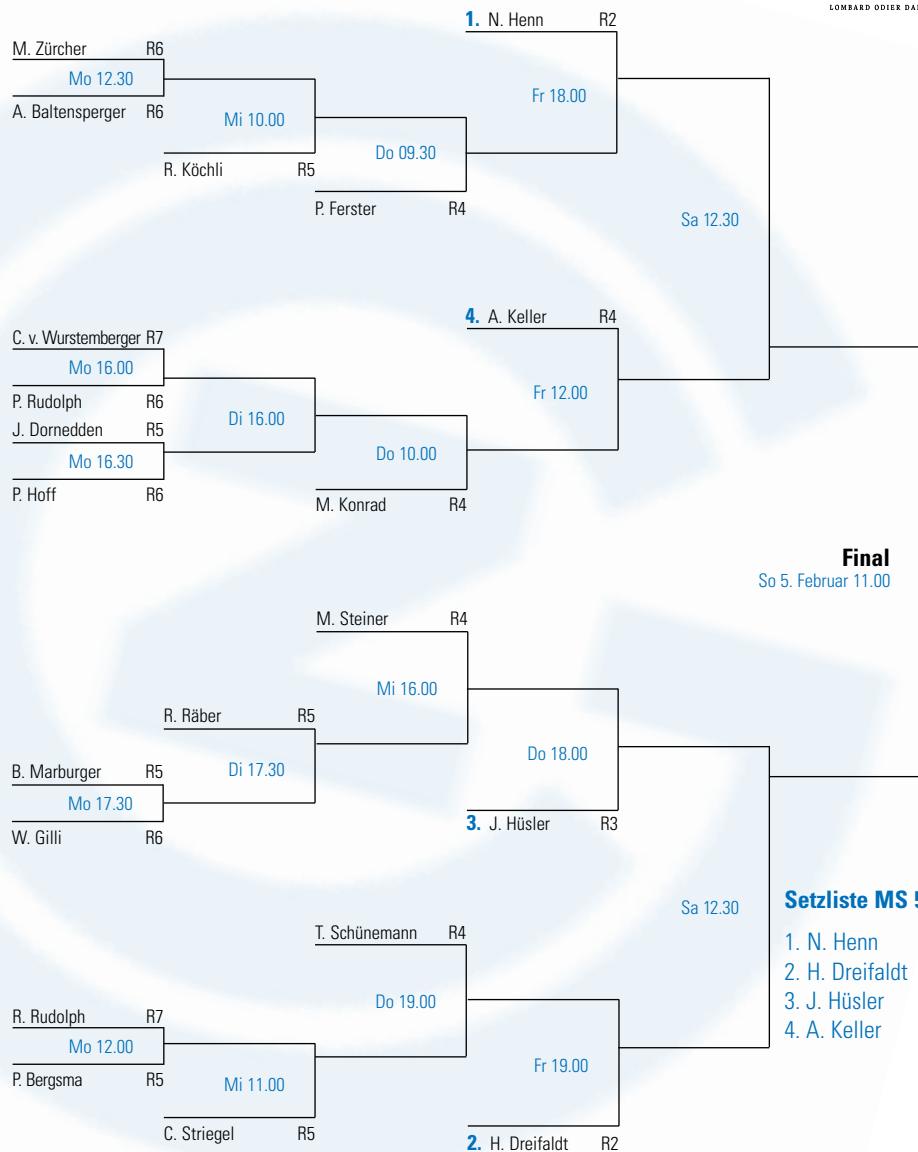 LOMBARD ODIER
1. N. Henn R2
M. Zürcher R6
Mo 12.30
A. Baltensperger R6
Fr 18.00
Mi 10.00
Do 09.30
R. Köchli R5
P. Ferster R4
Sa 12.30
4. A. Keller R4
C. v. Wurstemberger R7
Mo 16.00
Fr 12.00
P. Rudolph R6
Di 16.00
J. Dornedden R5
Mo 16.30
Do 10.00
P. Hoff R6
M. Konrad R4
Final
So 5. Februar 11.00
M. Steiner R4
Mi 16.00
R. Räber R5
Do 18.00
B. Marburger R5
Di 17.30
Mo 17.30
W. Gilli R6
3. J. Hüsler R3
Setzliste MS 5
Sa 12.30
T. Schünemann R4
1. N. Henn
2. H. Dreifaldt
3. J. Hüsler
4. A. Keller
Do 19.00
R. Rudolph R7
Mo 12.00
P. Bergsma R5
Fr 19.00
Mi 11.00
C. Striegel R5
2. H. Dreifaldt R2